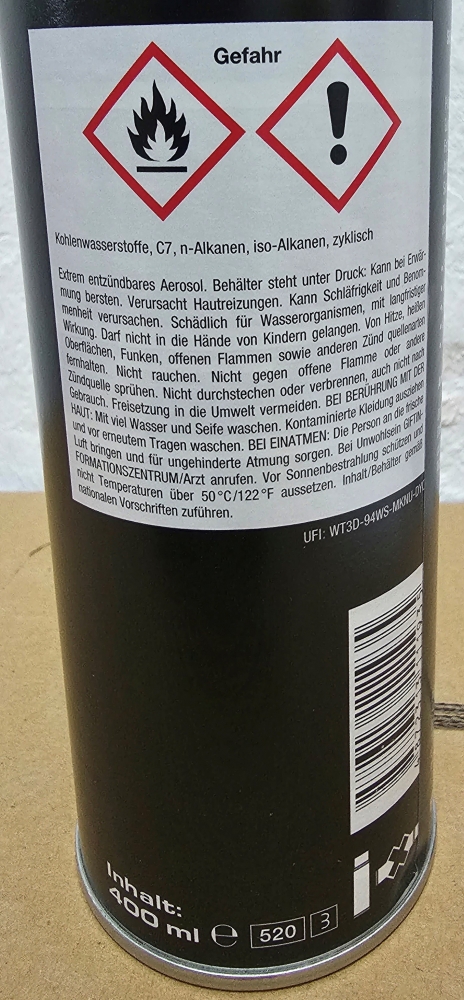 Gefahr
Kohlenwasserstoffe, C7, n-Alkanen, iso-Alkanen, zyklisch
Extrem entzündbares Aerosol. Behälter steht unter Druck: Kann bei Erwär-
mung bersten. Verursacht Hautreizungen. Kann Schläfrigkeit und Benom-
menheit verursachen. Schädlich für Wasserorganismen, mit langfristiger
Wirkung. Darf nicht in die Hände von Kindern gelangen. Von Hitze, heißen
Oberflächen, Funken, offenen Flammen sowie anderen Zünd quellenarten
fernhalten. Nicht rauchen. Nicht gegen offene Flamme oder andere
Zündquelle sprühen. Nicht durchstechen oder verbrennen, auch nicht nach
Gebrauch. Freisetzung in die Umwelt vermeiden. BEI BERÜHRUNG MIT DER
HAUT: Mit viel Wasser und Seife waschen. Kontaminierte Kleidung ausziehen
und vor erneutem Tragen waschen. BEI EINATMEN: Die Person an die frische
Luft bringen und für ungehinderte Atmung sorgen. Bei Unwohlsein GIFTIN-
FORMATIONSZENTRUM/Arzt anrufen. Vor Sonnenbestrahlung schützen und
nicht Temperaturen über 50°C/122°F aussetzen. Inhalt/Behälter gemäß
nationalen Vorschriften zuführen.
UFI: WT3D-94WS-MKNU
Inhalt:
400 ml ℮ 520 3